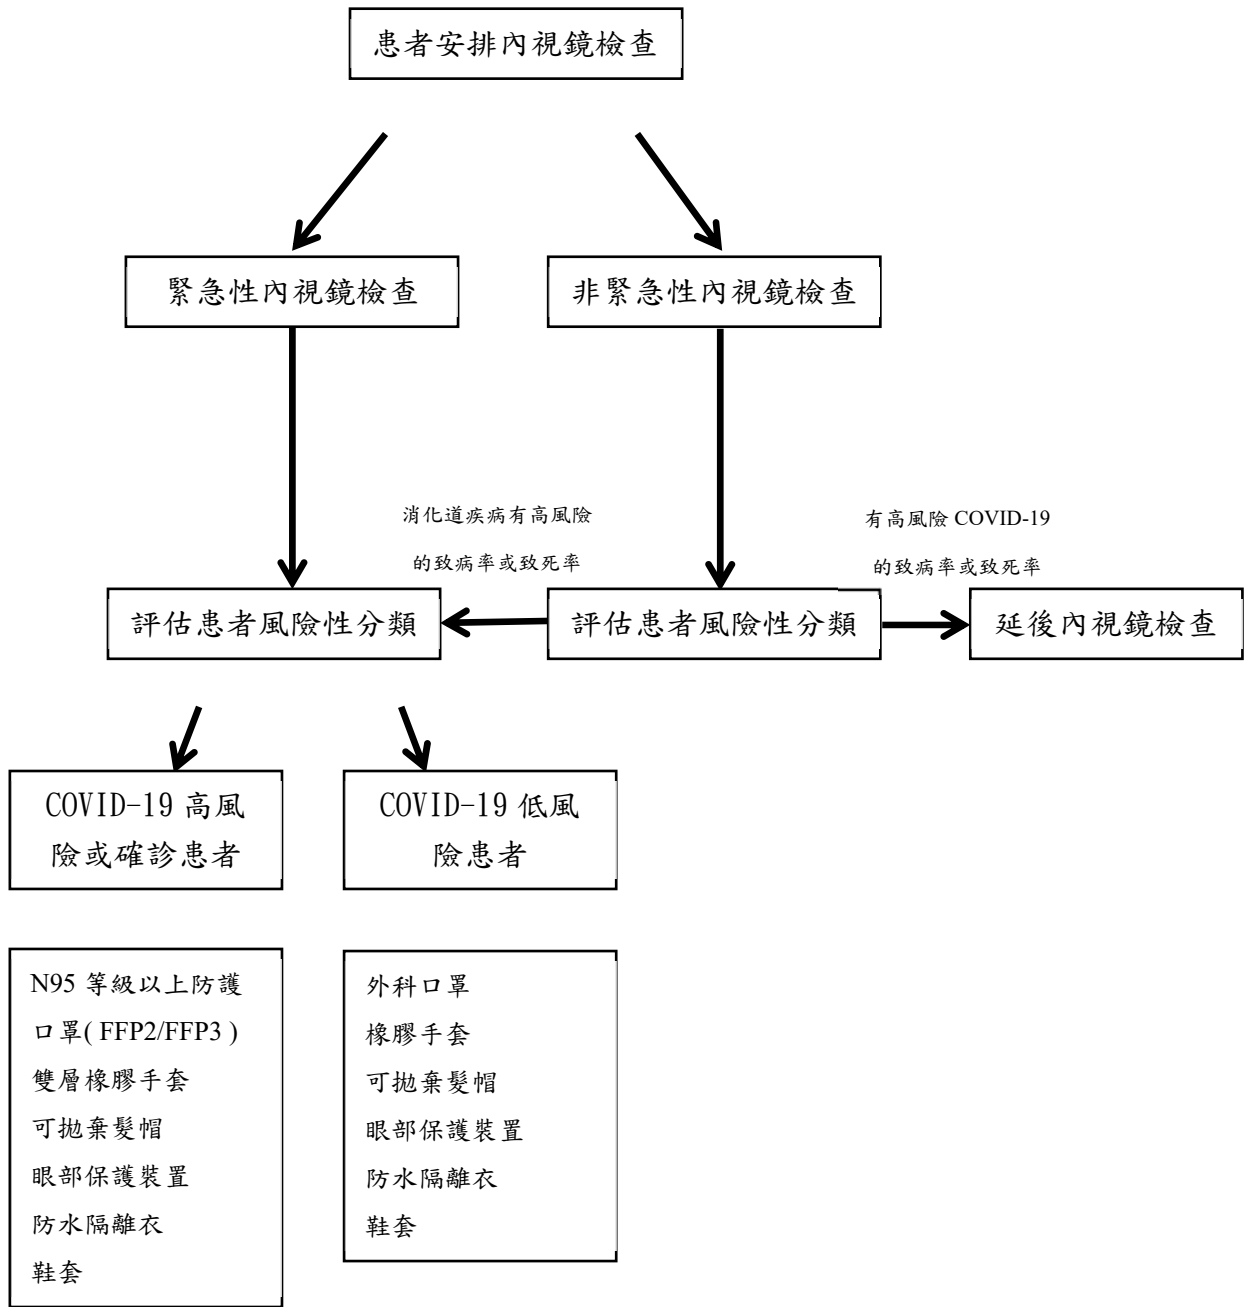 患者安排內視鏡檢查
緊急性內視鏡檢查
非緊急性內視鏡檢查
消化道疾病有高風險
的致病率或致死率
有高風險 COVID-19
的致病率或致死率
評估患者風險性分類
評估患者風險性分類
延後內視鏡檢查
COVID-19 高風
險或確診患者
COVID-19 低風
險患者
N95 等級以上防護
口罩( FFP2/FFP3 )
雙層橡膠手套
可拋棄髮帽
眼部保護裝置
防水隔離衣
鞋套
外科口罩
橡膠手套
可拋棄髮帽
眼部保護裝置
防水隔離衣
鞋套